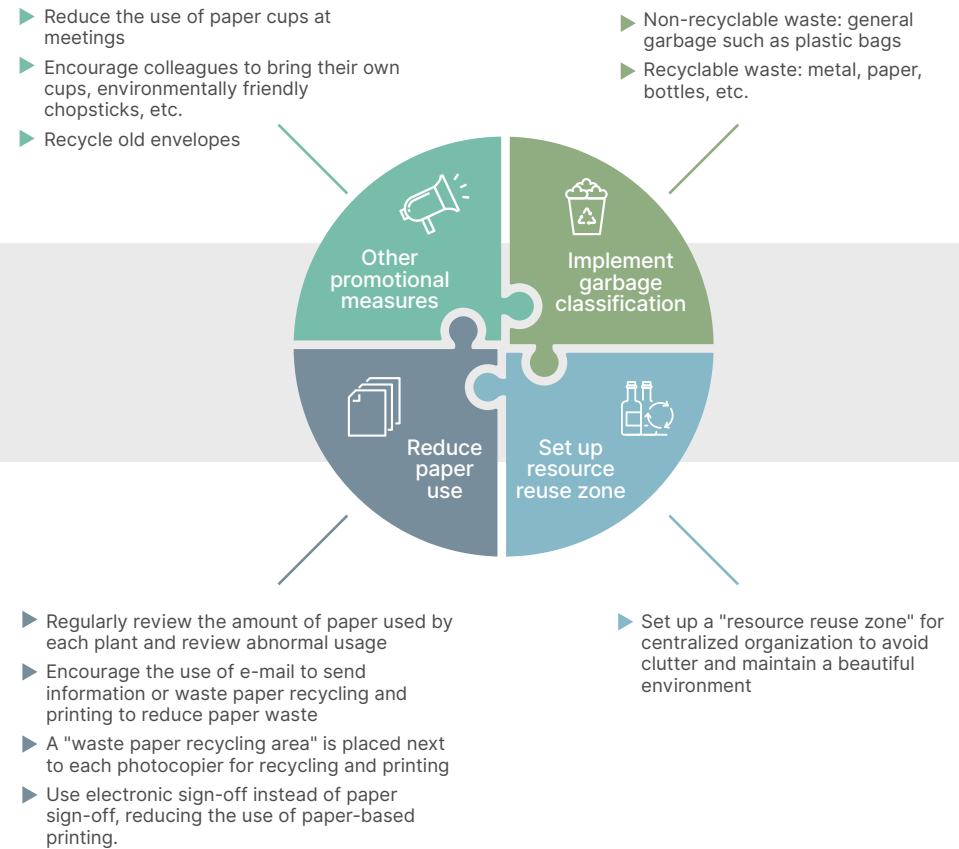 Reduce the use of paper cups at
meetings
Encourage colleagues to bring their own
cups, environmentally friendly
chopsticks, etc.
Recycle old envelopes
Non-recyclable waste: general
garbage such as plastic bags
Recyclable waste: metal, paper,
bottles, etc.
Other
promotional
measures
Implement
garbage
classification
Reduce
paper
use
Set up
resource
reuse zone
Regularly review the amount of paper used by
each plant and review abnormal usage
Encourage the use of e-mail to send
information or waste paper recycling and
printing to reduce paper waste
A "waste paper recycling area" is placed next
to each photocopier for recycling and printing
Use electronic sign-off instead of paper
sign-off, reducing the use of paper-based
printing.
Set up a "resource reuse zone" for
centralized organization to avoid
clutter and maintain a beautiful
environment